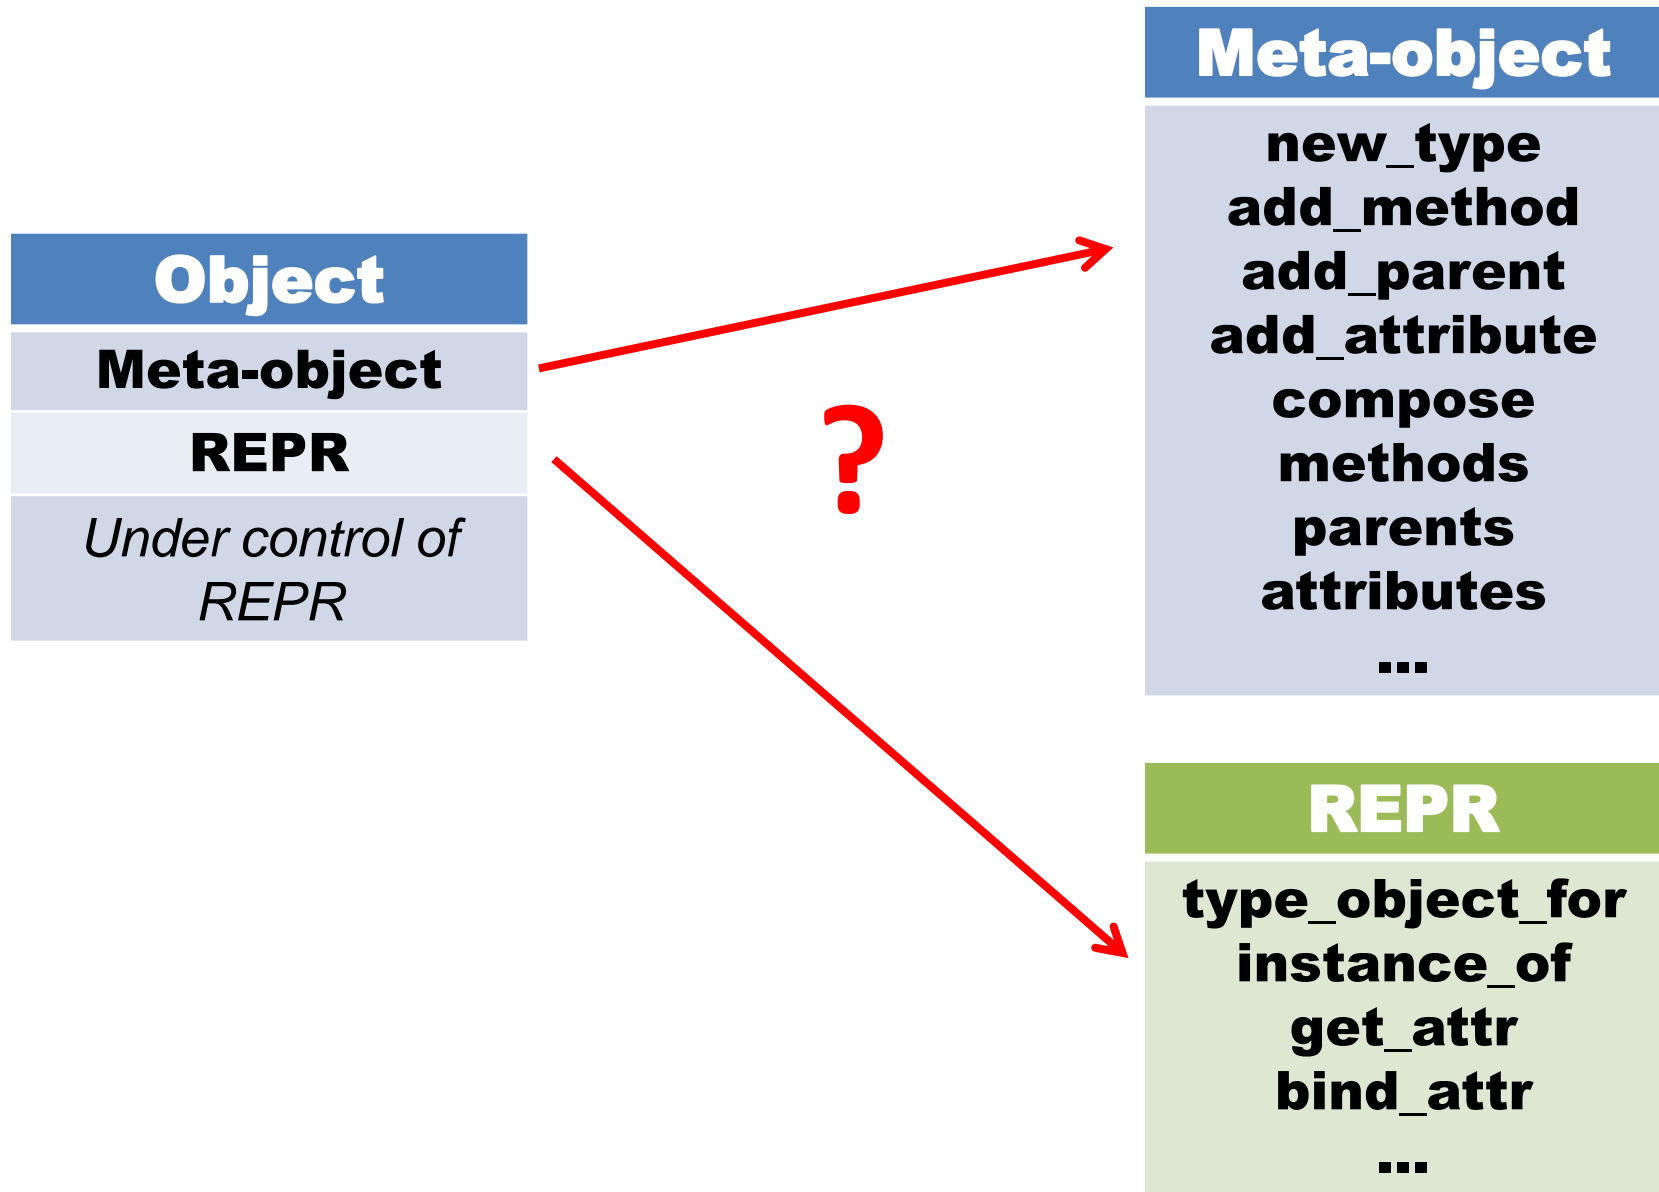 Object
Meta-object
REPR
Under control of
REPR
?
Meta-object
new_type
add_method
add_parent
add_attribute
compose
methods
parents
attributes
...
REPR
type_object_for
instance_of
get_attr
bind_attr
...